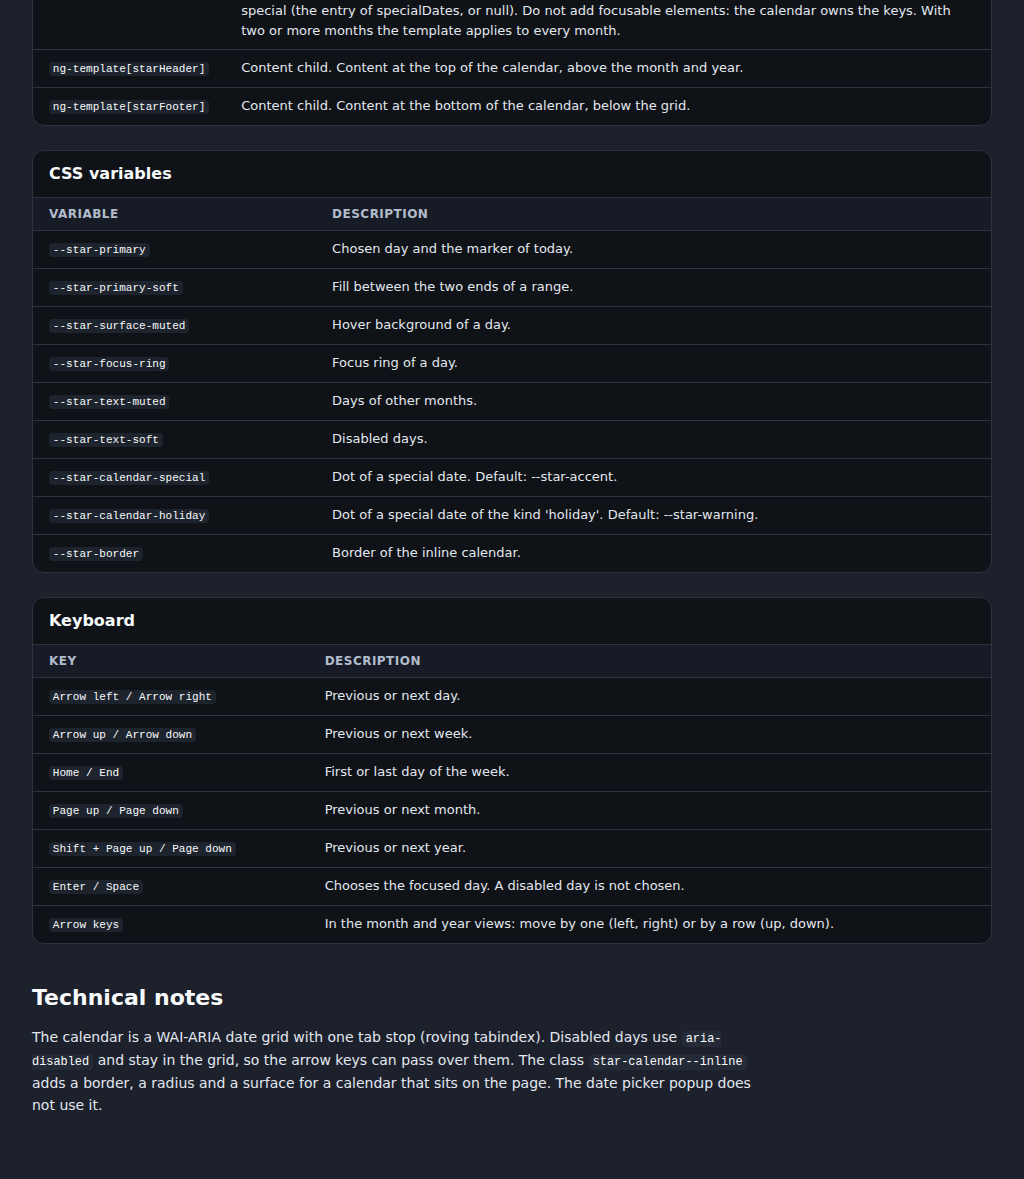 special (the entry of specialDates, or null). Do not add focusable elements: the calendar owns the keys. With
two or more months the template applies to every month.
ng-template[starHeader] Content child. Content at the top of the calendar, above the month and year.
ng-template[starFooter] Content child. Content at the bottom of the calendar, below the grid.
CSS variables
VARIABLE DESCRIPTION
--star-primary Chosen day and the marker of today.
--star-primary-soft Fill between the two ends of a range.
--star-surface-muted Hover background of a day.
--star-focus-ring Focus ring of a day.
--star-text-muted Days of other months.
--star-text-soft Disabled days.
--star-calendar-special Dot of a special date. Default: --star-accent.
--star-calendar-holiday Dot of a special date of the kind 'holiday'. Default: --star-warning.
--star-border Border of the inline calendar.
Keyboard
KEY DESCRIPTION
Arrow left / Arrow right Previous or next day.
Arrow up / Arrow down Previous or next week.
Home / End First or last day of the week.
Page up / Page down Previous or next month.
Shift + Page up / Page down Previous or next year.
Enter / Space Chooses the focused day. A disabled day is not chosen.
Arrow keys In the month and year views: move by one (left, right) or by a row (up, down).
Technical notes
The calendar is a WAI-ARIA date grid with one tab stop (roving tabindex). Disabled days use aria-
disabled and stay in the grid, so the arrow keys can pass over them. The class star-calendar--inline
adds a border, a radius and a surface for a calendar that sits on the page. The date picker popup does
not use it.